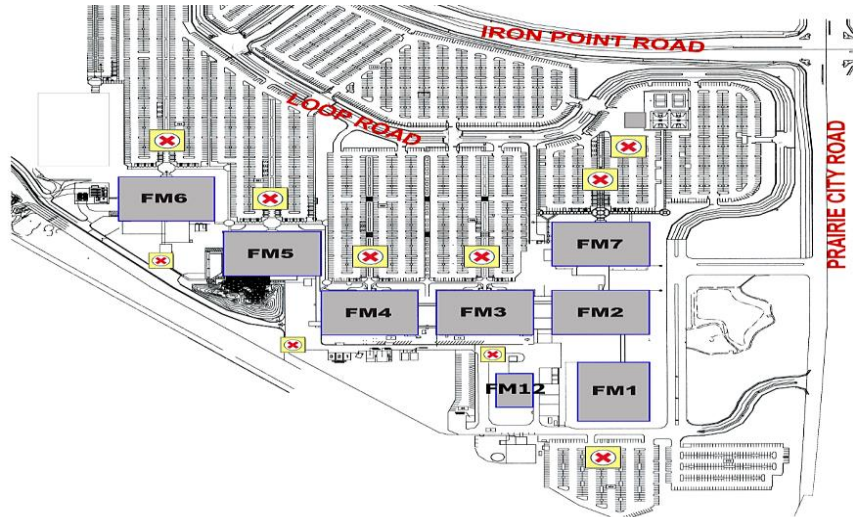 IRON POINT ROAD
LOOP ROAD
PRAIRIE CITY ROAD
FM6
FM5
FM7
FM4
FM3
FM2
FM12
FM1